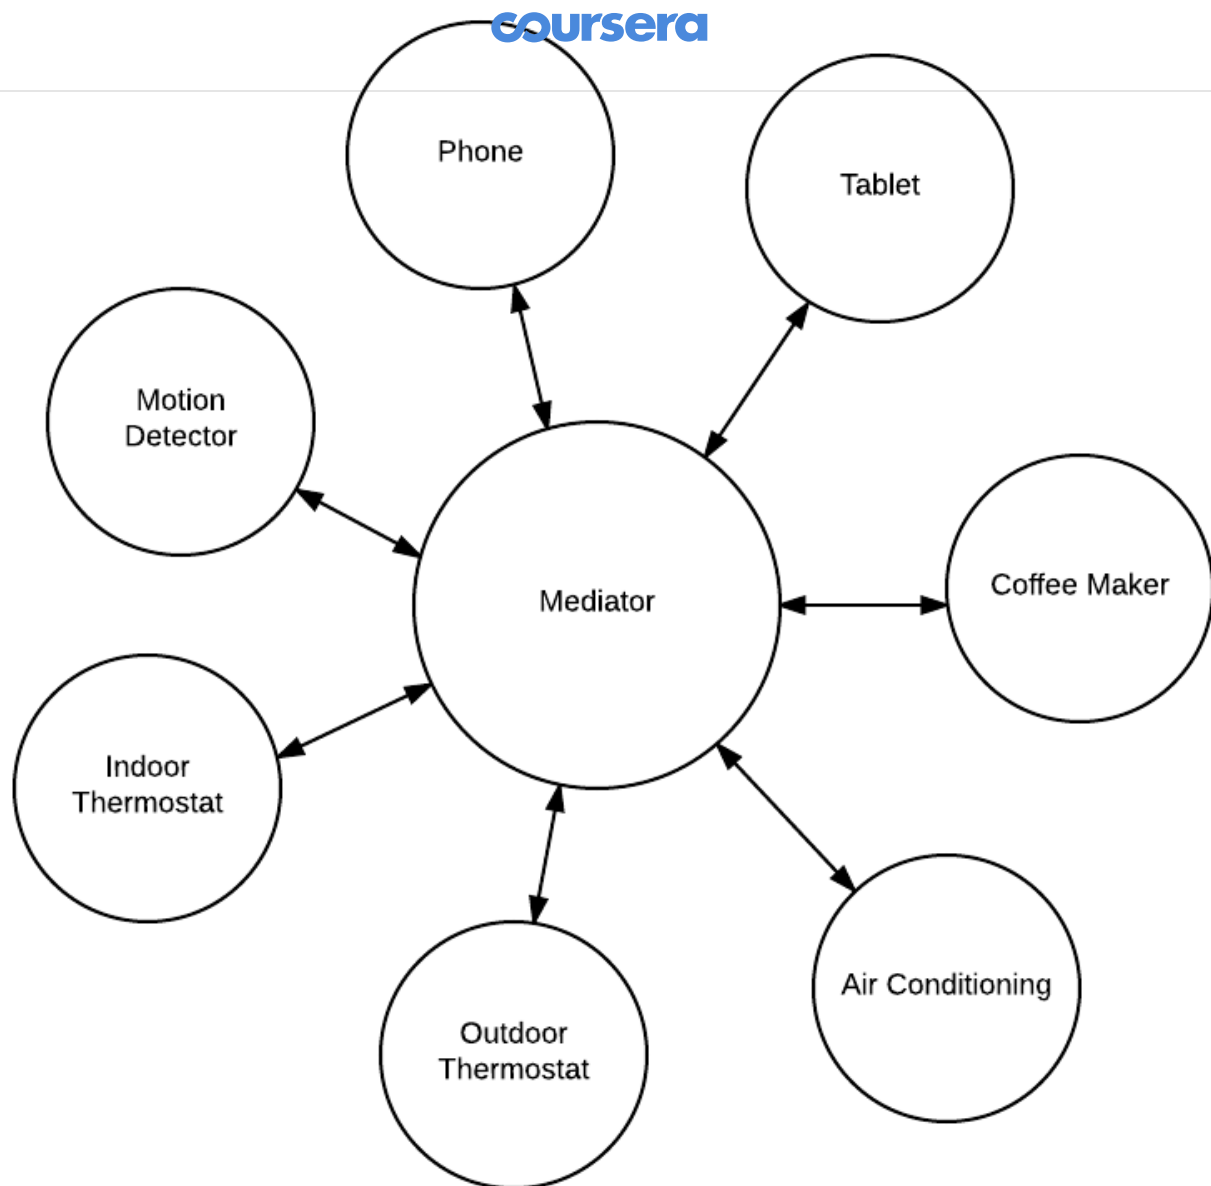 coursera
Phone
Tablet
Motion
Detector
Mediator
Coffee Maker
Indoor
Thermostat
Air Conditioning
Outdoor
Thermostat